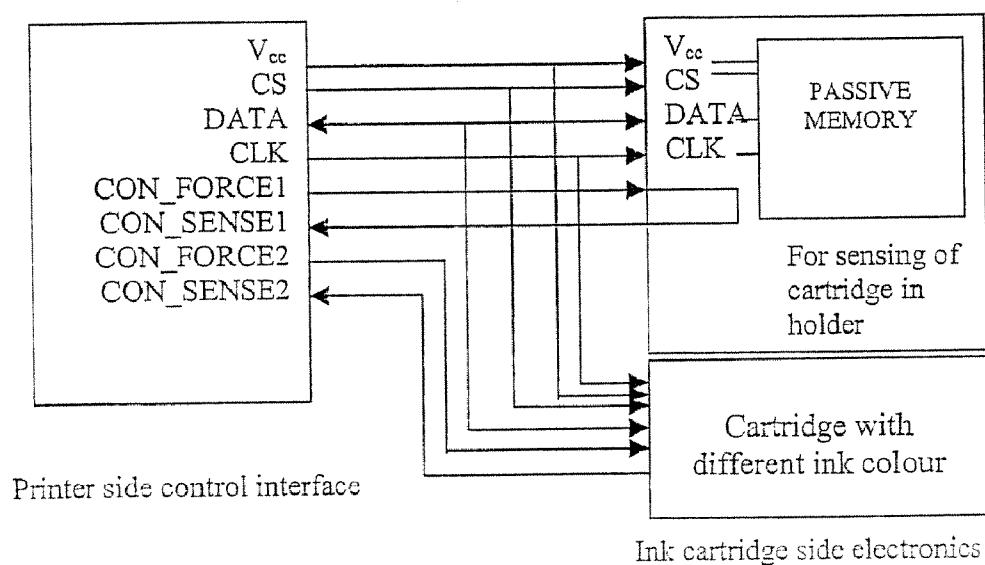 Vcc
CS
DATA
CLK
CON_FORCE1
CON_SENSE1
CON_FORCE2
CON_SENSE2
Printer side control interface
Vcc
CS
DATA
CLK
PASSIVE
MEMORY
For sensing of
cartridge in
holder
Cartridge with
different ink colour
Ink cartridge side electronics